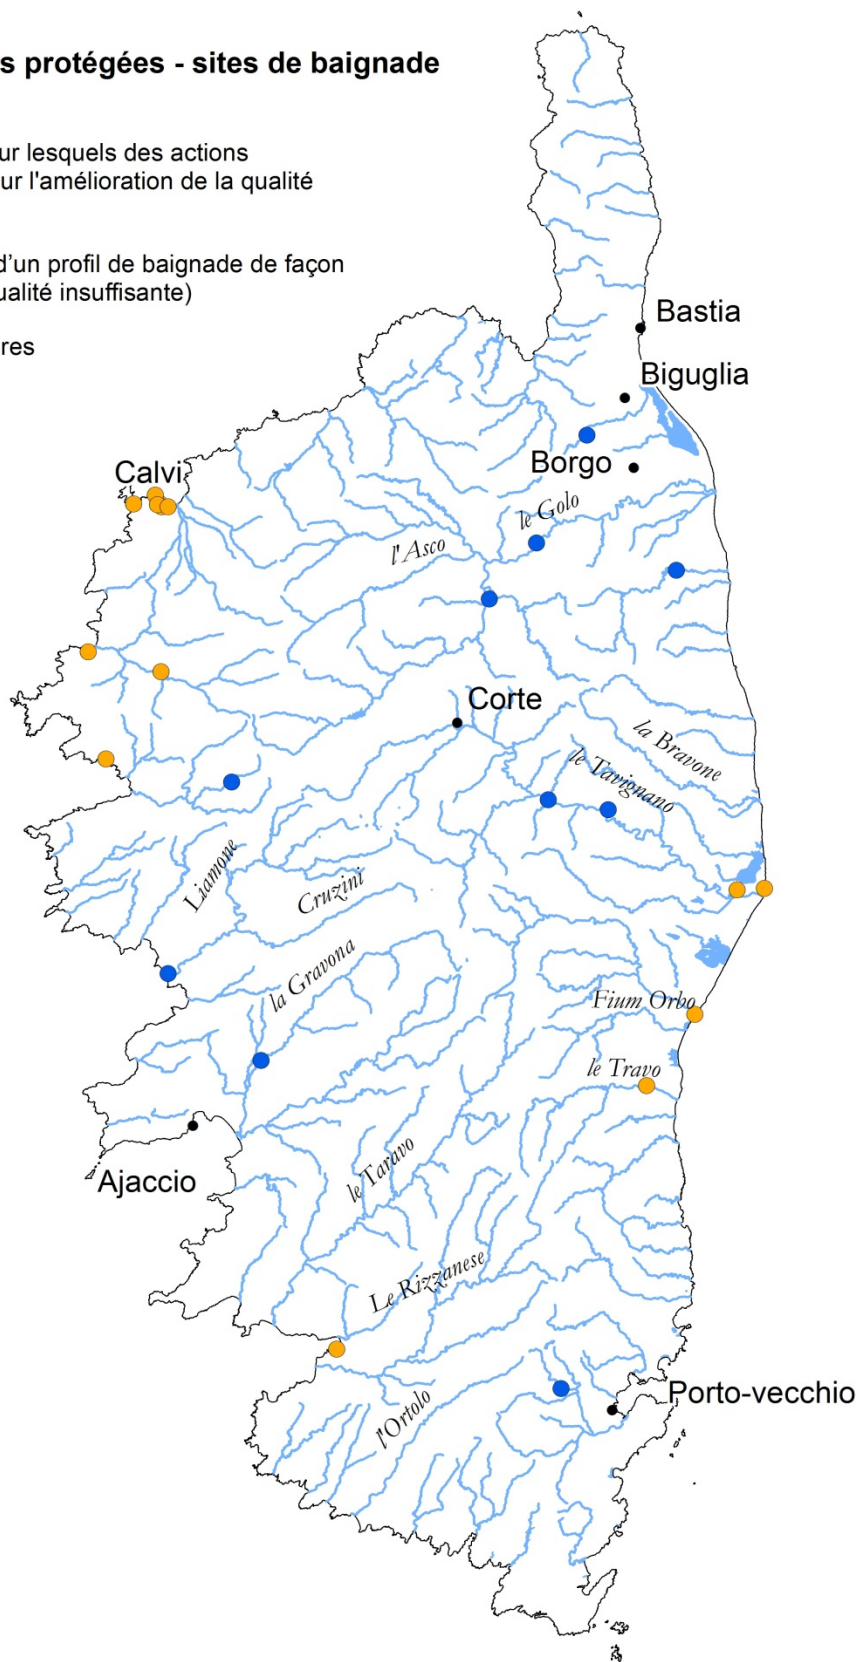 s protégées - sites de baignade
ur lesquels des actions
ur l'amélioration de la qualité
d’un profil de baignade de façon
ualité insuffisante)
res
Bastia
Biguglia
Borgo
Calvi
le Golo
l'Asco
Corte
la Bravone
le Tavignano
Liamone
Cruzini
la Gravona
Fium Orbo
le Travo
Ajaccio
le Taravo
Le Rizzanese
Porto-vecchio
l'Ortolo